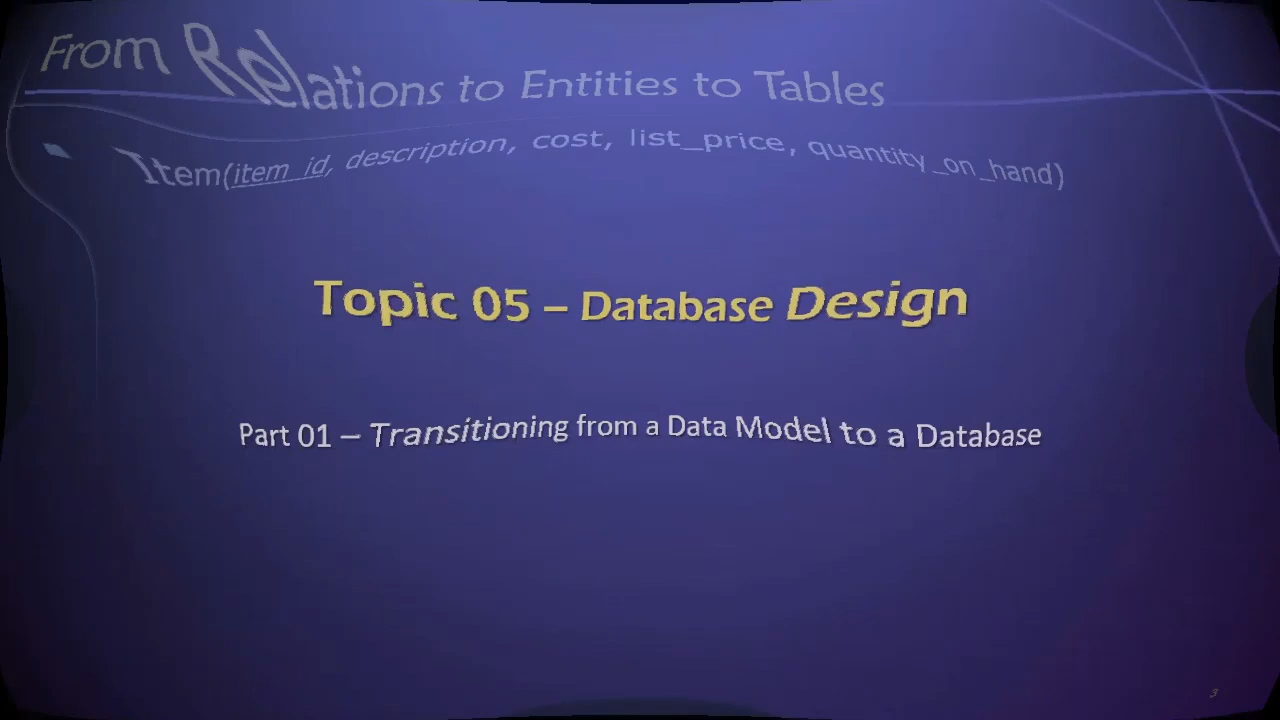 From Relations to Entities to Tables
Item(item_id, description, cost, list_price, quantity_on_hand)
Topic 05 – Database Design
Part 01 – Transitioning from a Data Model to a Database
3